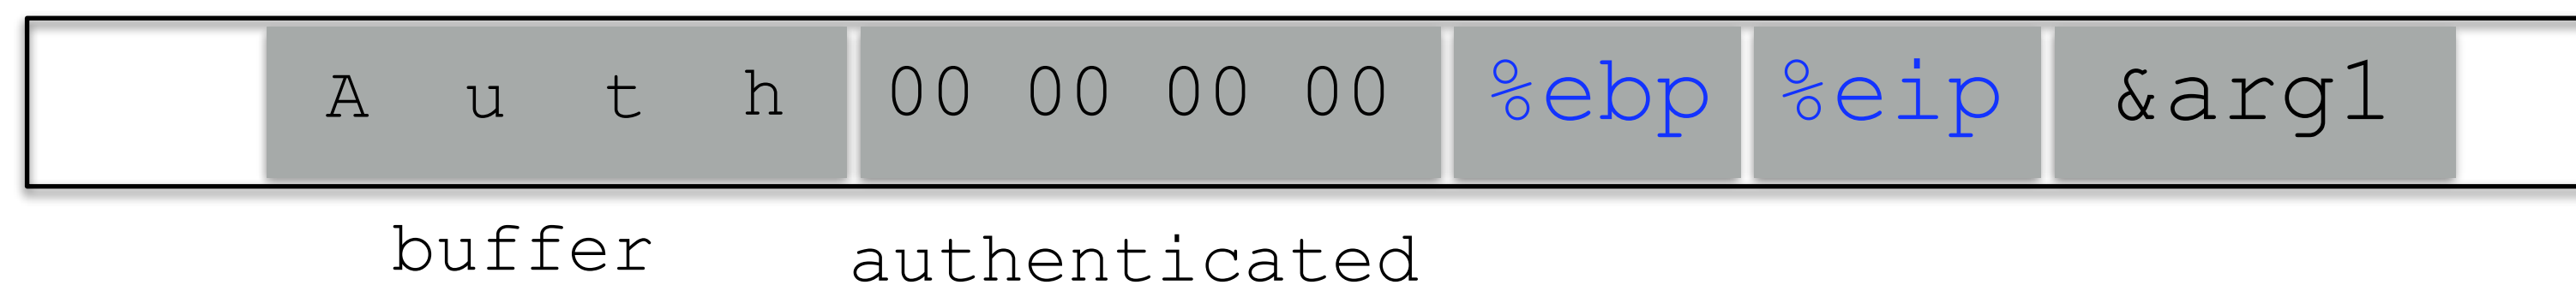 A u t h 00 00 00 00 %ebp %eip &arg1
buffer authenticated